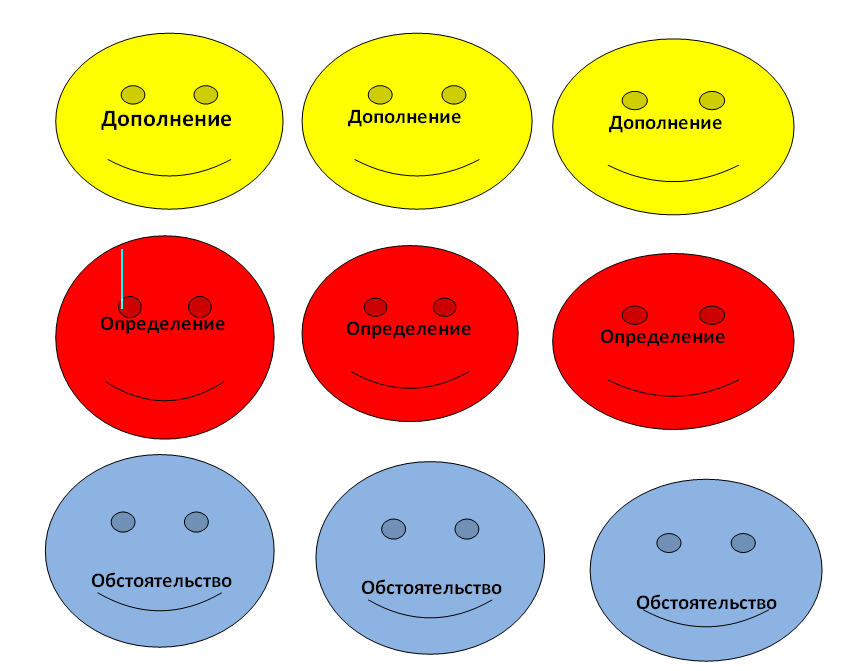 Дополнение
Дополнение
Дополнение
Определение
Определение
Определение
Обстоятельство
Обстоятельство
Обстоятельство